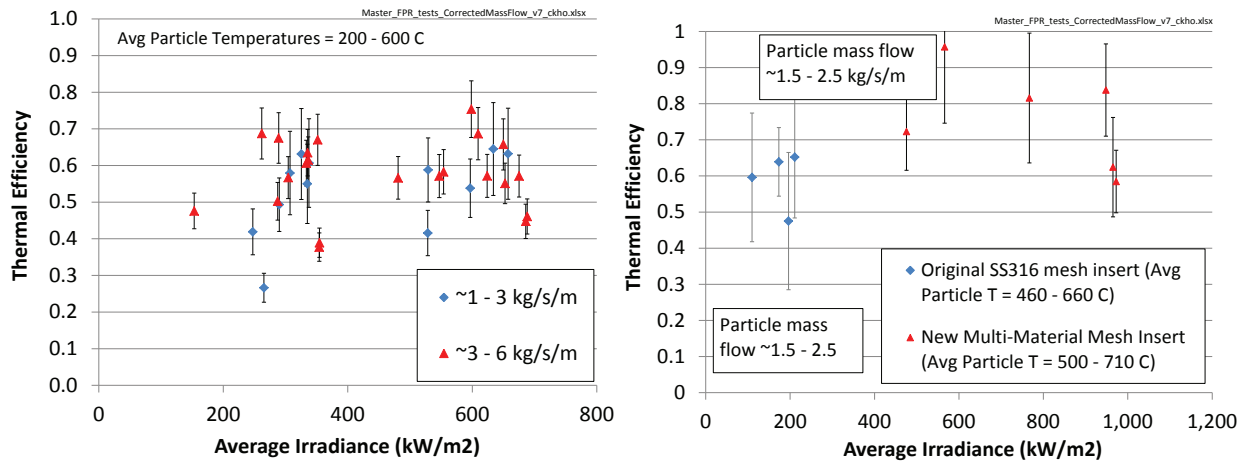 Master_FPR_tests_CorrectedMassFlow_v7_ckho.xlsx
Avg Particle Temperatures = 200 - 600 C
Thermal Efficiency
1.0
0.9
0.8
0.7
0.6
0.5
0.4
0.3
0.2
0.1
0.0
~1 - 3 kg/s/m
~3 - 6 kg/s/m
0
200
400
600
800
Average Irradiance (kW/m2)
Master_FPR_tests_CorrectedMassFlow_v7_ckho.xlsx
Particle mass flow
~1.5 - 2.5 kg/s/m
Thermal Efficiency
1
0.9
0.8
0.7
0.6
0.5
0.4
0.3
0.2
0.1
0
Original SS316 mesh insert (Avg
Particle T = 460 - 660 C)
New Multi-Material Mesh Insert
(Avg Particle T = 500 - 710 C)
Particle mass
flow ~1.5 - 2.5
0
200
400
600
800
1,000
1,200
Average Irradiance (kW/m2)